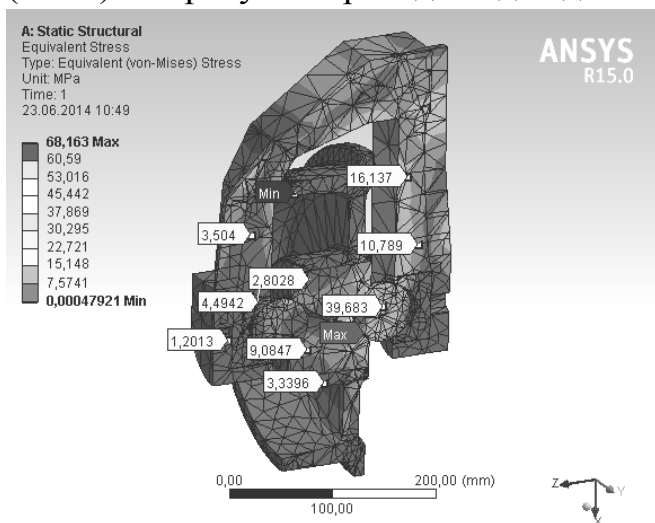 A: Static Structural
Equivalent Stress
Type: Equivalent (von-Mises) Stress
Unit: MPa
Time: 1
23.06.2014 10:49
ANSYS
R15.0
68,163 Max
60,59
53,016
45,442
37,869
30,295
22,721
15,148
7,5741
0,00047921 Min
Min
16,137
3,504
10,789
2,8028
4,4942
39,683
Max
1,2013
9,0847
3,3396
0,00
200,00 (mm)
100,00
Z
Y